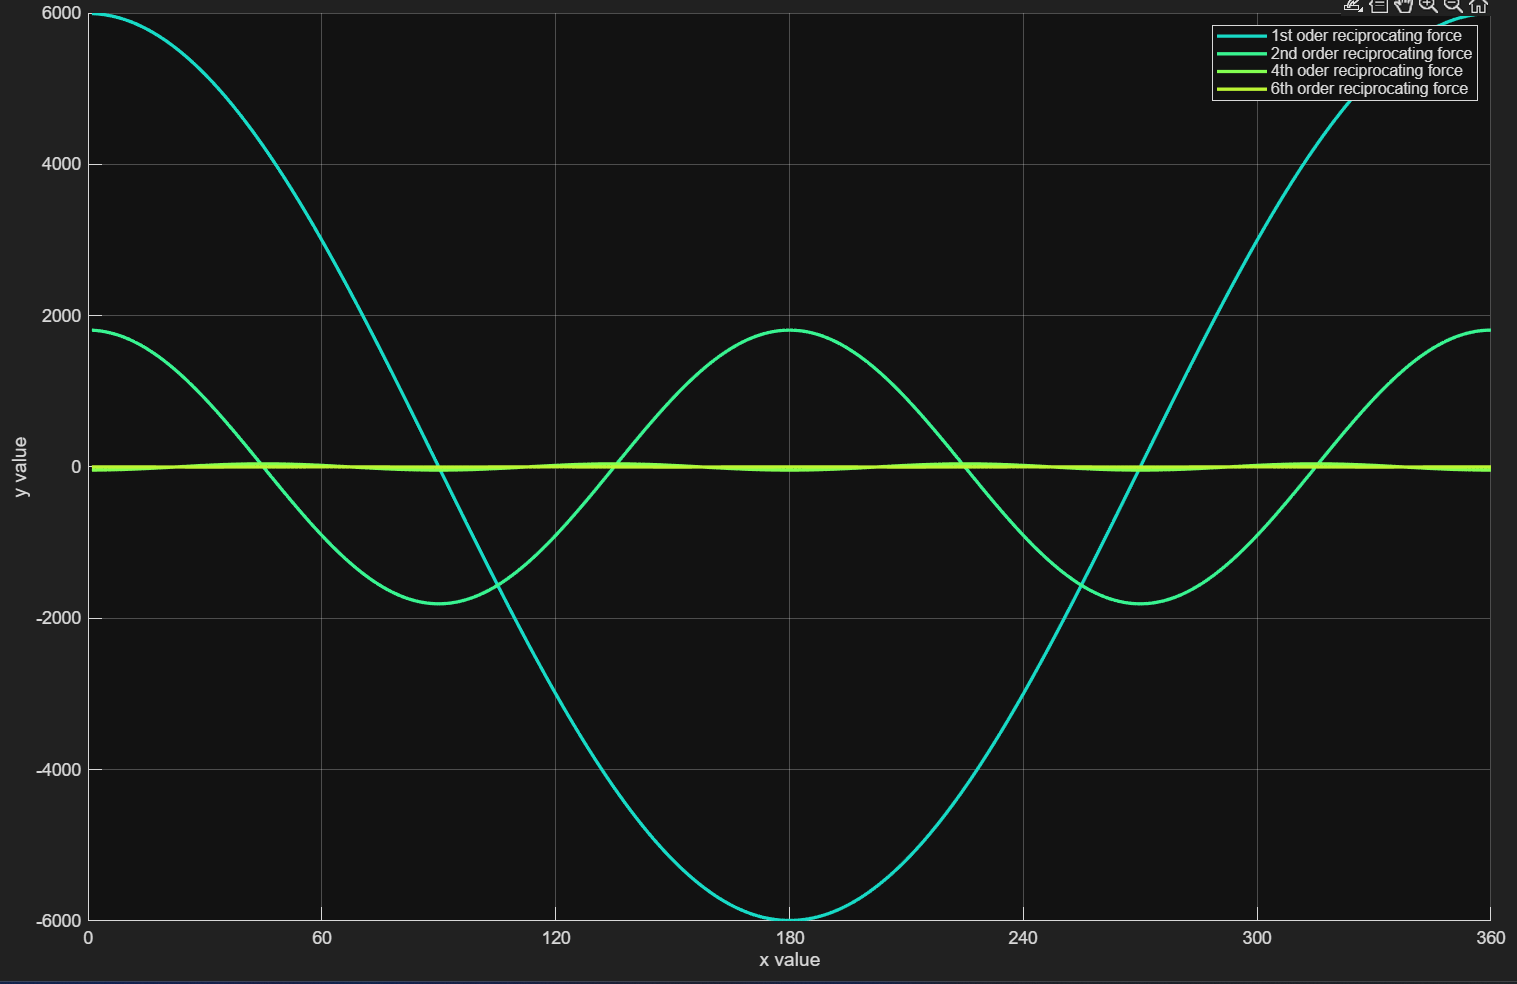 6000
4000
2000
0
-2000
-4000
-6000
y value
1st oder reciprocating force
2nd order reciprocating force
4th oder reciprocating force
6th order reciprocating force
0 60 120 180 240 300 360
x value